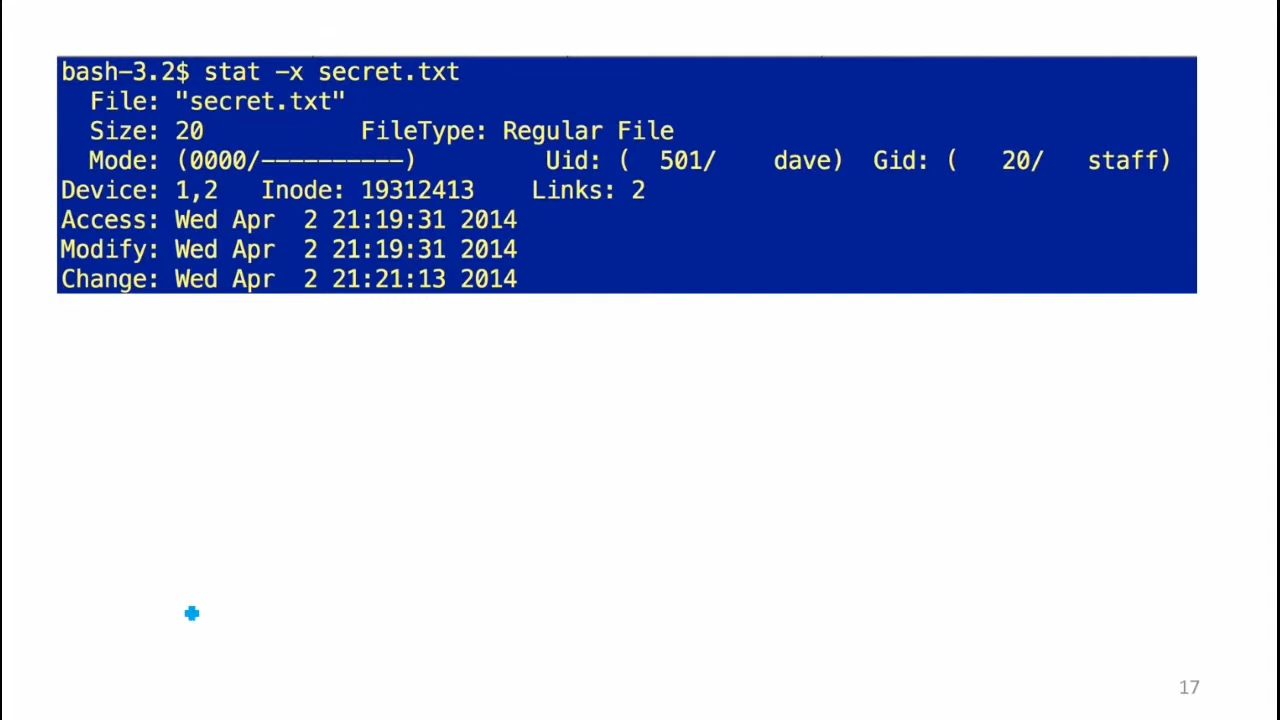 bash-3.2$ stat -x secret.txt
  File: "secret.txt"
  Size: 20           FileType: Regular File
  Mode: (0000/----------)         Uid: (  501/    dave)  Gid: (   20/   staff)
Device: 1,2   Inode: 19312413    Links: 2
Access: Wed Apr  2 21:19:31 2014
Modify: Wed Apr  2 21:19:31 2014
Change: Wed Apr  2 21:21:13 2014
17